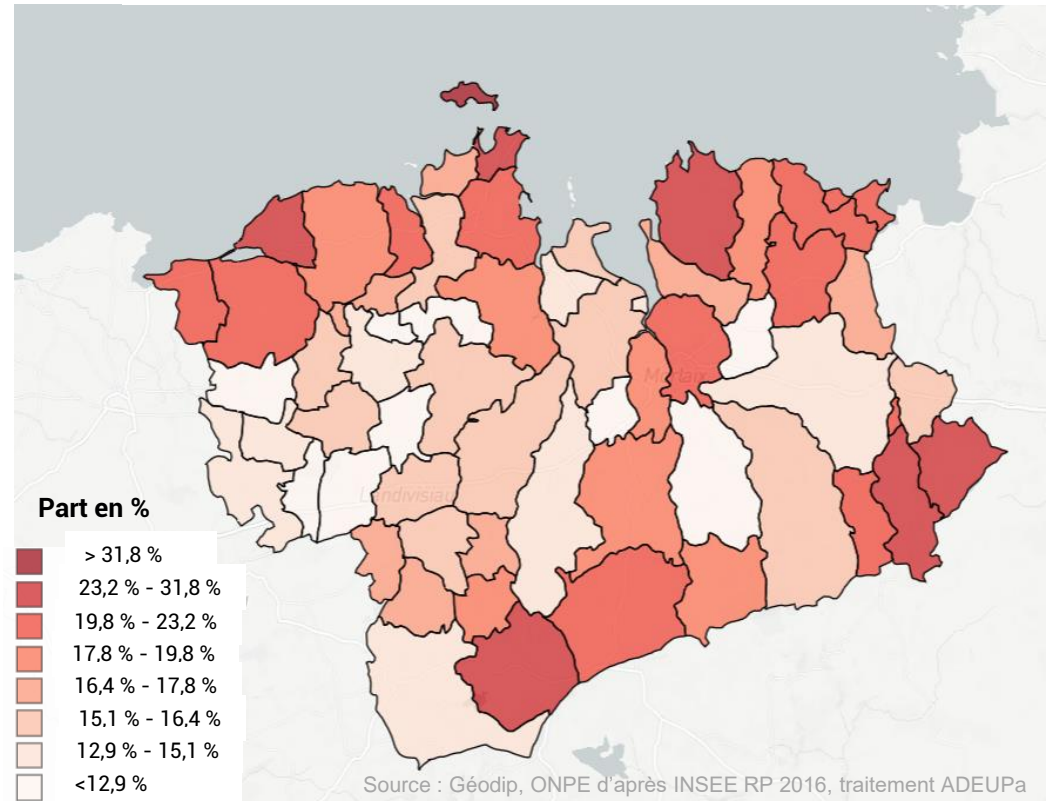 Morlaix
Landivisiau
Part en %
> 31,8 %
23,2 % - 31,8 %
19,8 % - 23,2 %
17,8 % - 19,8 %
16,4 % - 17,8 %
15,1 % - 16,4 %
12,9 % - 15,1 %
<12,9 %
Source : Géodip, ONPE d'après INSEE RP 2016, traitement ADEUPa